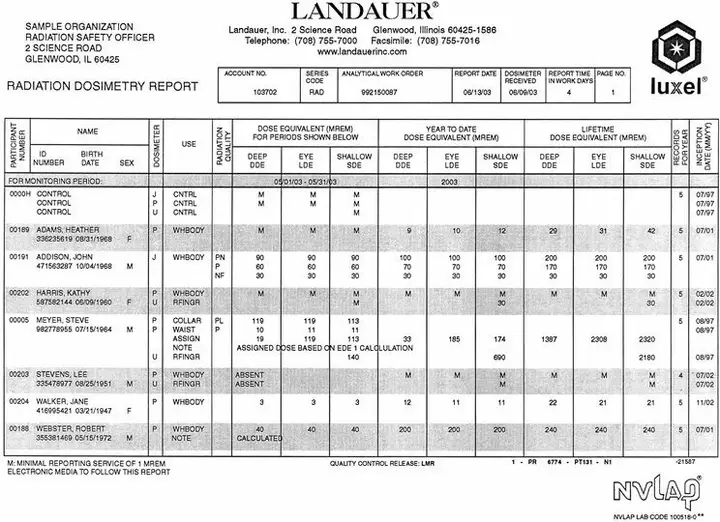 LANDAUER®
SAMPLE ORGANIZATION
RADIATION SAFETY OFFICER
2 SCIENCE ROAD
GLENWOOD, IL 60425
Landauer, Inc. 2 Science Road Glenwood, Illinois 60425-1586
Telephone: (708) 755-7000 Facsimile: (708) 755-7016
www.landauerinc.com
luxel®
RADIATION DOSIMETRY REPORT
ACCOUNT NO. SERIES CODE ANALYTICAL WORK ORDER REPORT DATE DOSIMETER RECEIVED REPORT TIME IN WORK DAYS PAGE NO.
103702 RAD 992150087 06/13/03 06/09/03 4 1
PARTICIPANT NUMBER NAME DOSIMETER USE RADIATION QUALITY DOSE EQUIVALENT (MREM) FOR PERIODS SHOWN BELOW YEAR TO DATE DOSE EQUIVALENT (MREM) LIFETIME DOSE EQUIVALENT (MREM) RECORDS FOR YEAR INCEPTION DATE (MM/YY)
ID NUMBER BIRTH DATE SEX DEEP DDE EYE LDE SHALLOW SDE DEEP DDE EYE LDE SHALLOW SDE DEEP DDE EYE LDE SHALLOW SDE
FOR MONITORING PERIOD: 05/01/03 - 05/31/03 2003
0000H CONTROL J CNTRL M M M 5 07/97
CONTROL P CNTRL M M M 07/97
CONTROL U CNTRL M 07/97
00189 ADAMS, HEATHER P WHBODY M M M 9 10 12 29 31 42 5 07/01
336235619 08/31/1968 F
00191 ADDISON, JOHN J WHBODY PN 90 90 90 100 100 100 200 200 200 5 07/01
471563287 10/04/1968 M P 60 60 60 70 70 70 170 170 170
NF 30 30 30 30 30 30 30 30 30
00202 HARRIS, KATHY P WHBODY M M M M M M M M M 5 02/02
587582144 06/09/1960 F U RFINGR M 30 30 02/02
00005 MEYER, STEVE P COLLAR PL 119 119 113 5 08/97
982778955 07/15/1964 M P WAIST P 10 11 11 08/97
ASSIGN 19 119 113 33 185 174 1387 2308 2320
NOTE ASSIGNED DOSE BASED ON EDE 1 CALCLULATION
U RFINGR 140 690 2180 08/97
00203 STEVENS, LEE P WHBODY ABSENT M M M M M M 4 07/02
335478977 08/25/1951 M U RFINGR ABSENT M M 07/02
00204 WALKER, JANE P WHBODY 3 3 3 12 11 11 22 21 21 5 11/02
416995421 03/21/1947 F
00188 WEBSTER, ROBERT P WHBODY 40 40 40 200 200 200 240 240 240 5 07/01
355381469 05/15/1972 M NOTE CALCULATED
M: MINIMAL REPORTING SERVICE OF 1 MREM QUALITY CONTROL RELEASE: LMR 1 - PR 6774 - PT131 - N1 -21587
ELECTRONIC MEDIA TO FOLLOW THIS REPORT
NVLAP®
NVLAP LAB CODE 100518-0**